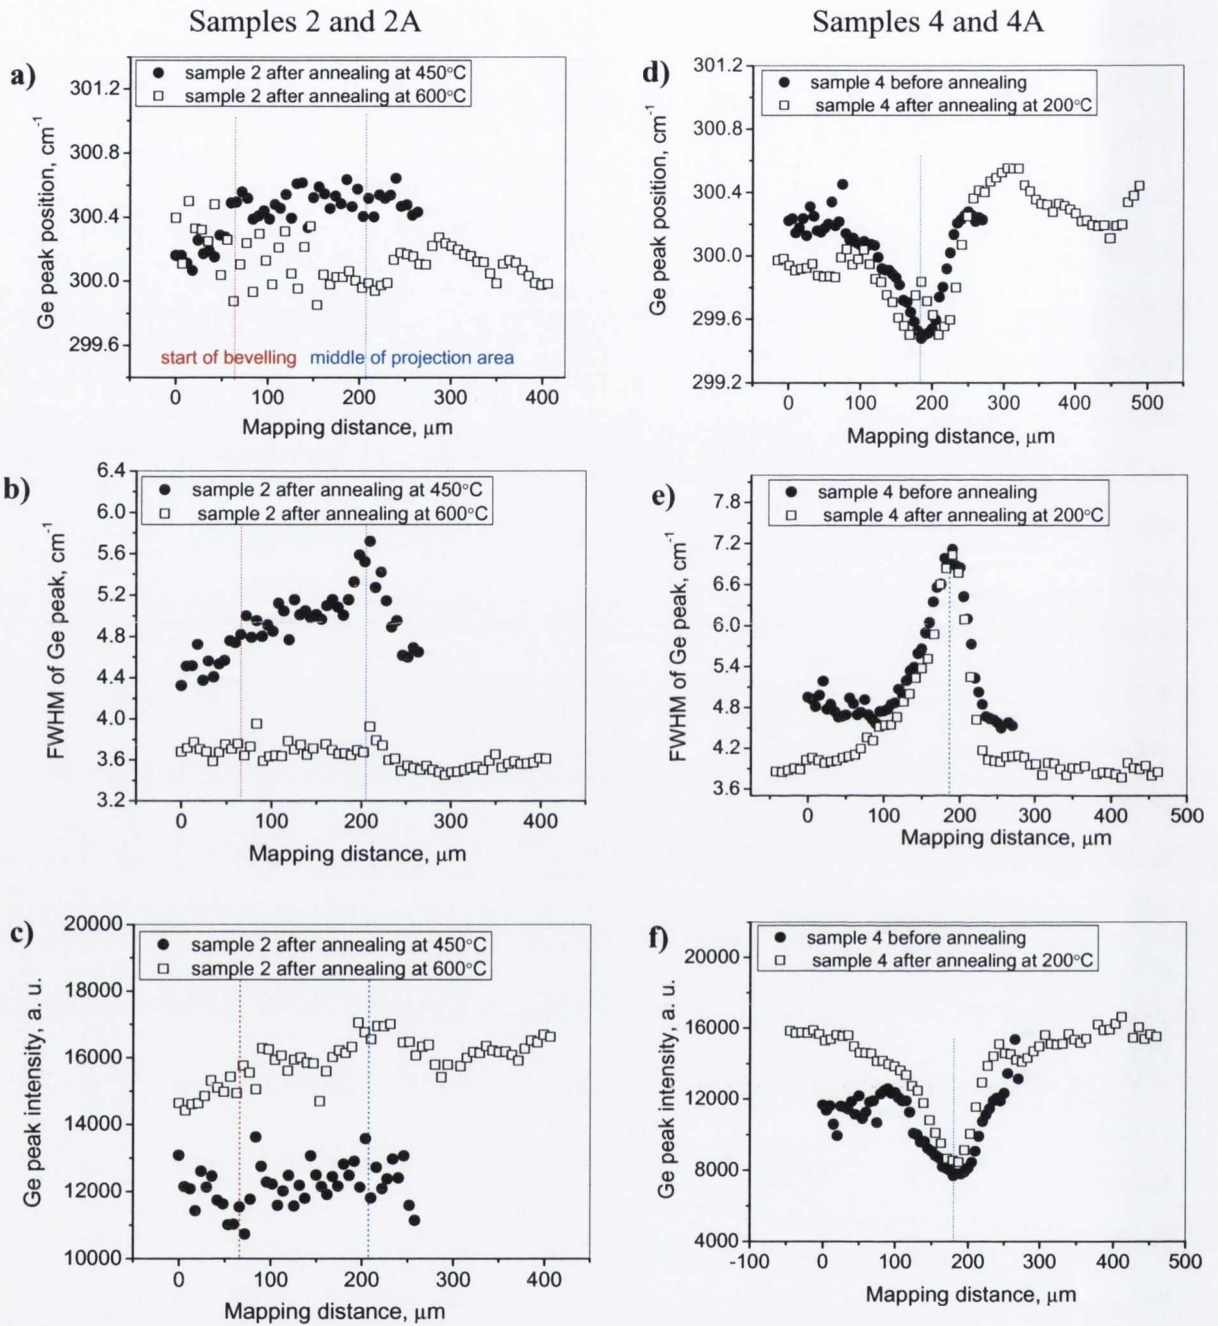 Samples 2 and 2A
Samples 4 and 4A
a)
sample 2 after annealing at 450°C
sample 2 after annealing at 600°C
301.2
300.8
300.4
300.0
299.6
Ge peak position, cm⁻¹
start of bevelling
middle of projection area
0 100 200 300 400
Mapping distance, μm
d)
sample 4 before annealing
sample 4 after annealing at 200°C
301.2
300.8
300.4
300.0
299.6
299.2
Ge peak position, cm⁻¹
0 100 200 300 400 500
Mapping distance, μm
b)
sample 2 after annealing at 450°C
sample 2 after annealing at 600°C
6.4
6.0
5.6
5.2
4.8
4.4
4.0
3.6
3.2
FWHM of Ge peak, cm⁻¹
0 100 200 300 400
Mapping distance, μm
e)
sample 4 before annealing
sample 4 after annealing at 200°C
7.8
7.2
6.6
6.0
5.4
4.8
4.2
3.6
FWHM of Ge peak, cm⁻¹
0 100 200 300 400 500
Mapping distance, μm
c)
sample 2 after annealing at 450°C
sample 2 after annealing at 600°C
20000
18000
16000
14000
12000
10000
Ge peak intensity, a. u.
0 100 200 300 400
Mapping distance, μm
f)
sample 4 before annealing
sample 4 after annealing at 200°C
20000
16000
12000
8000
4000
Ge peak intensity, a. u.
-100 0 100 200 300 400 500
Mapping distance, μm